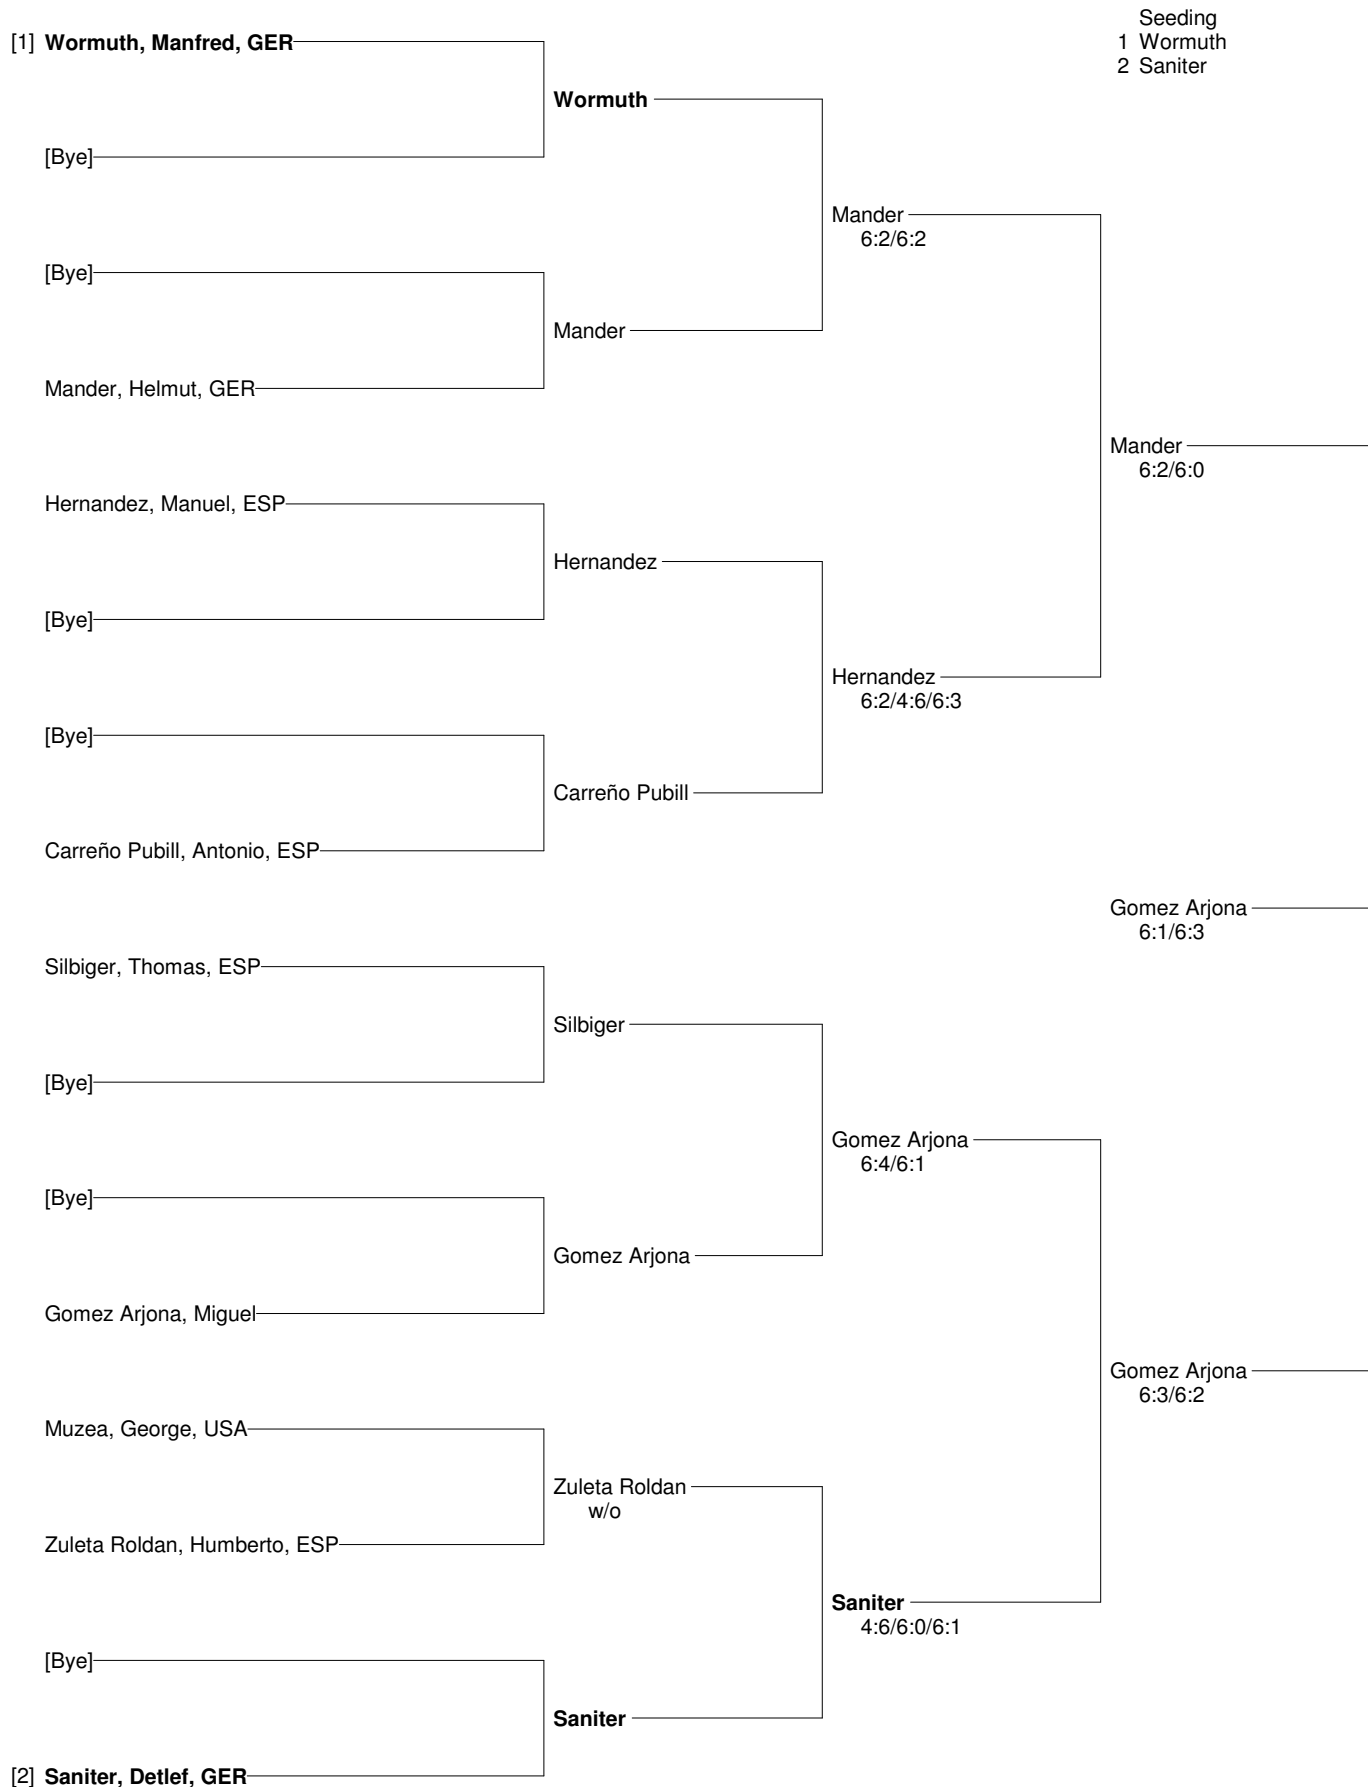 Seeding
1 Wormuth
2 Saniter
[1] Wormuth, Manfred, GER
[Bye]
[Bye]
Mander, Helmut, GER
Hernandez, Manuel, ESP
[Bye]
[Bye]
Carreño Pubill, Antonio, ESP
Silbiger, Thomas, ESP
[Bye]
[Bye]
Gomez Arjona, Miguel
Muzea, George, USA
Zuleta Roldan, Humberto, ESP
[Bye]
[2] Saniter, Detlef, GER
Wormuth
Mander
Hernandez
Carreño Pubill
Silbiger
Gomez Arjona
Zuleta Roldan
w/o
Saniter
Mander
6:2/6:2
Hernandez
6:2/4:6/6:3
Gomez Arjona
6:4/6:1
Saniter
4:6/6:0/6:1
Mander
6:2/6:0
Gomez Arjona
6:1/6:3
Gomez Arjona
6:3/6:2